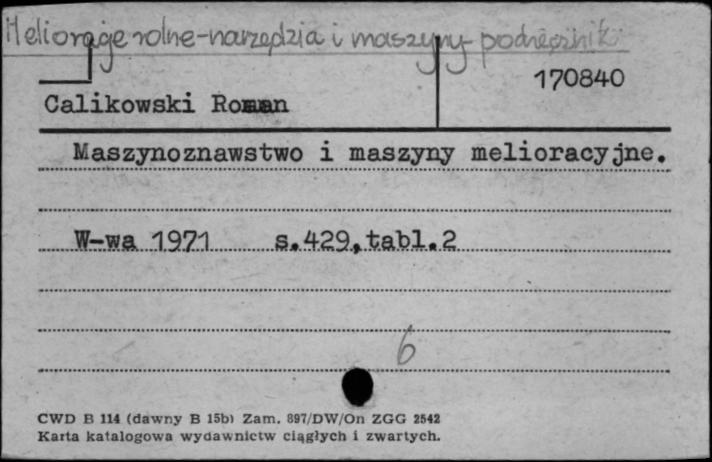 Melioracje rolne-narzędzia i maszyny-podręcznik
170840
Calikowski Roman
Maszynoznawstwo i maszyny melioracyjne.
W-wa 1971 s.429,tabl.2
6
CWD B 114 (dawny B 15b) Zam. 897/DW/On ZGG 2542
Karta katalogowa wydawnictw ciągłych i zwartych.